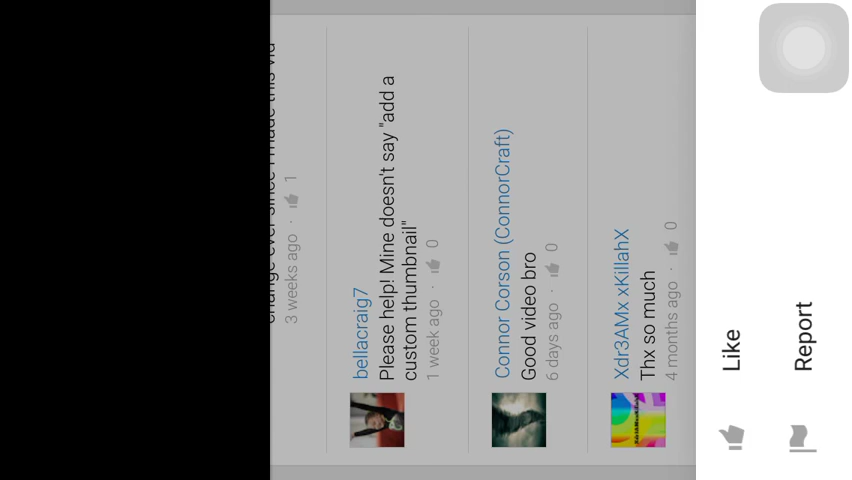 3 weeks ago · 1
bellacraig7
Please help! Mine doesn't say "add a
custom thumbnail"
1 week ago · 0
Connor Corson (ConnorCraft)
Good video bro
6 days ago · 0
Xdr3AMx xKillahX
Thx so much
4 months ago · 0
Like
Report